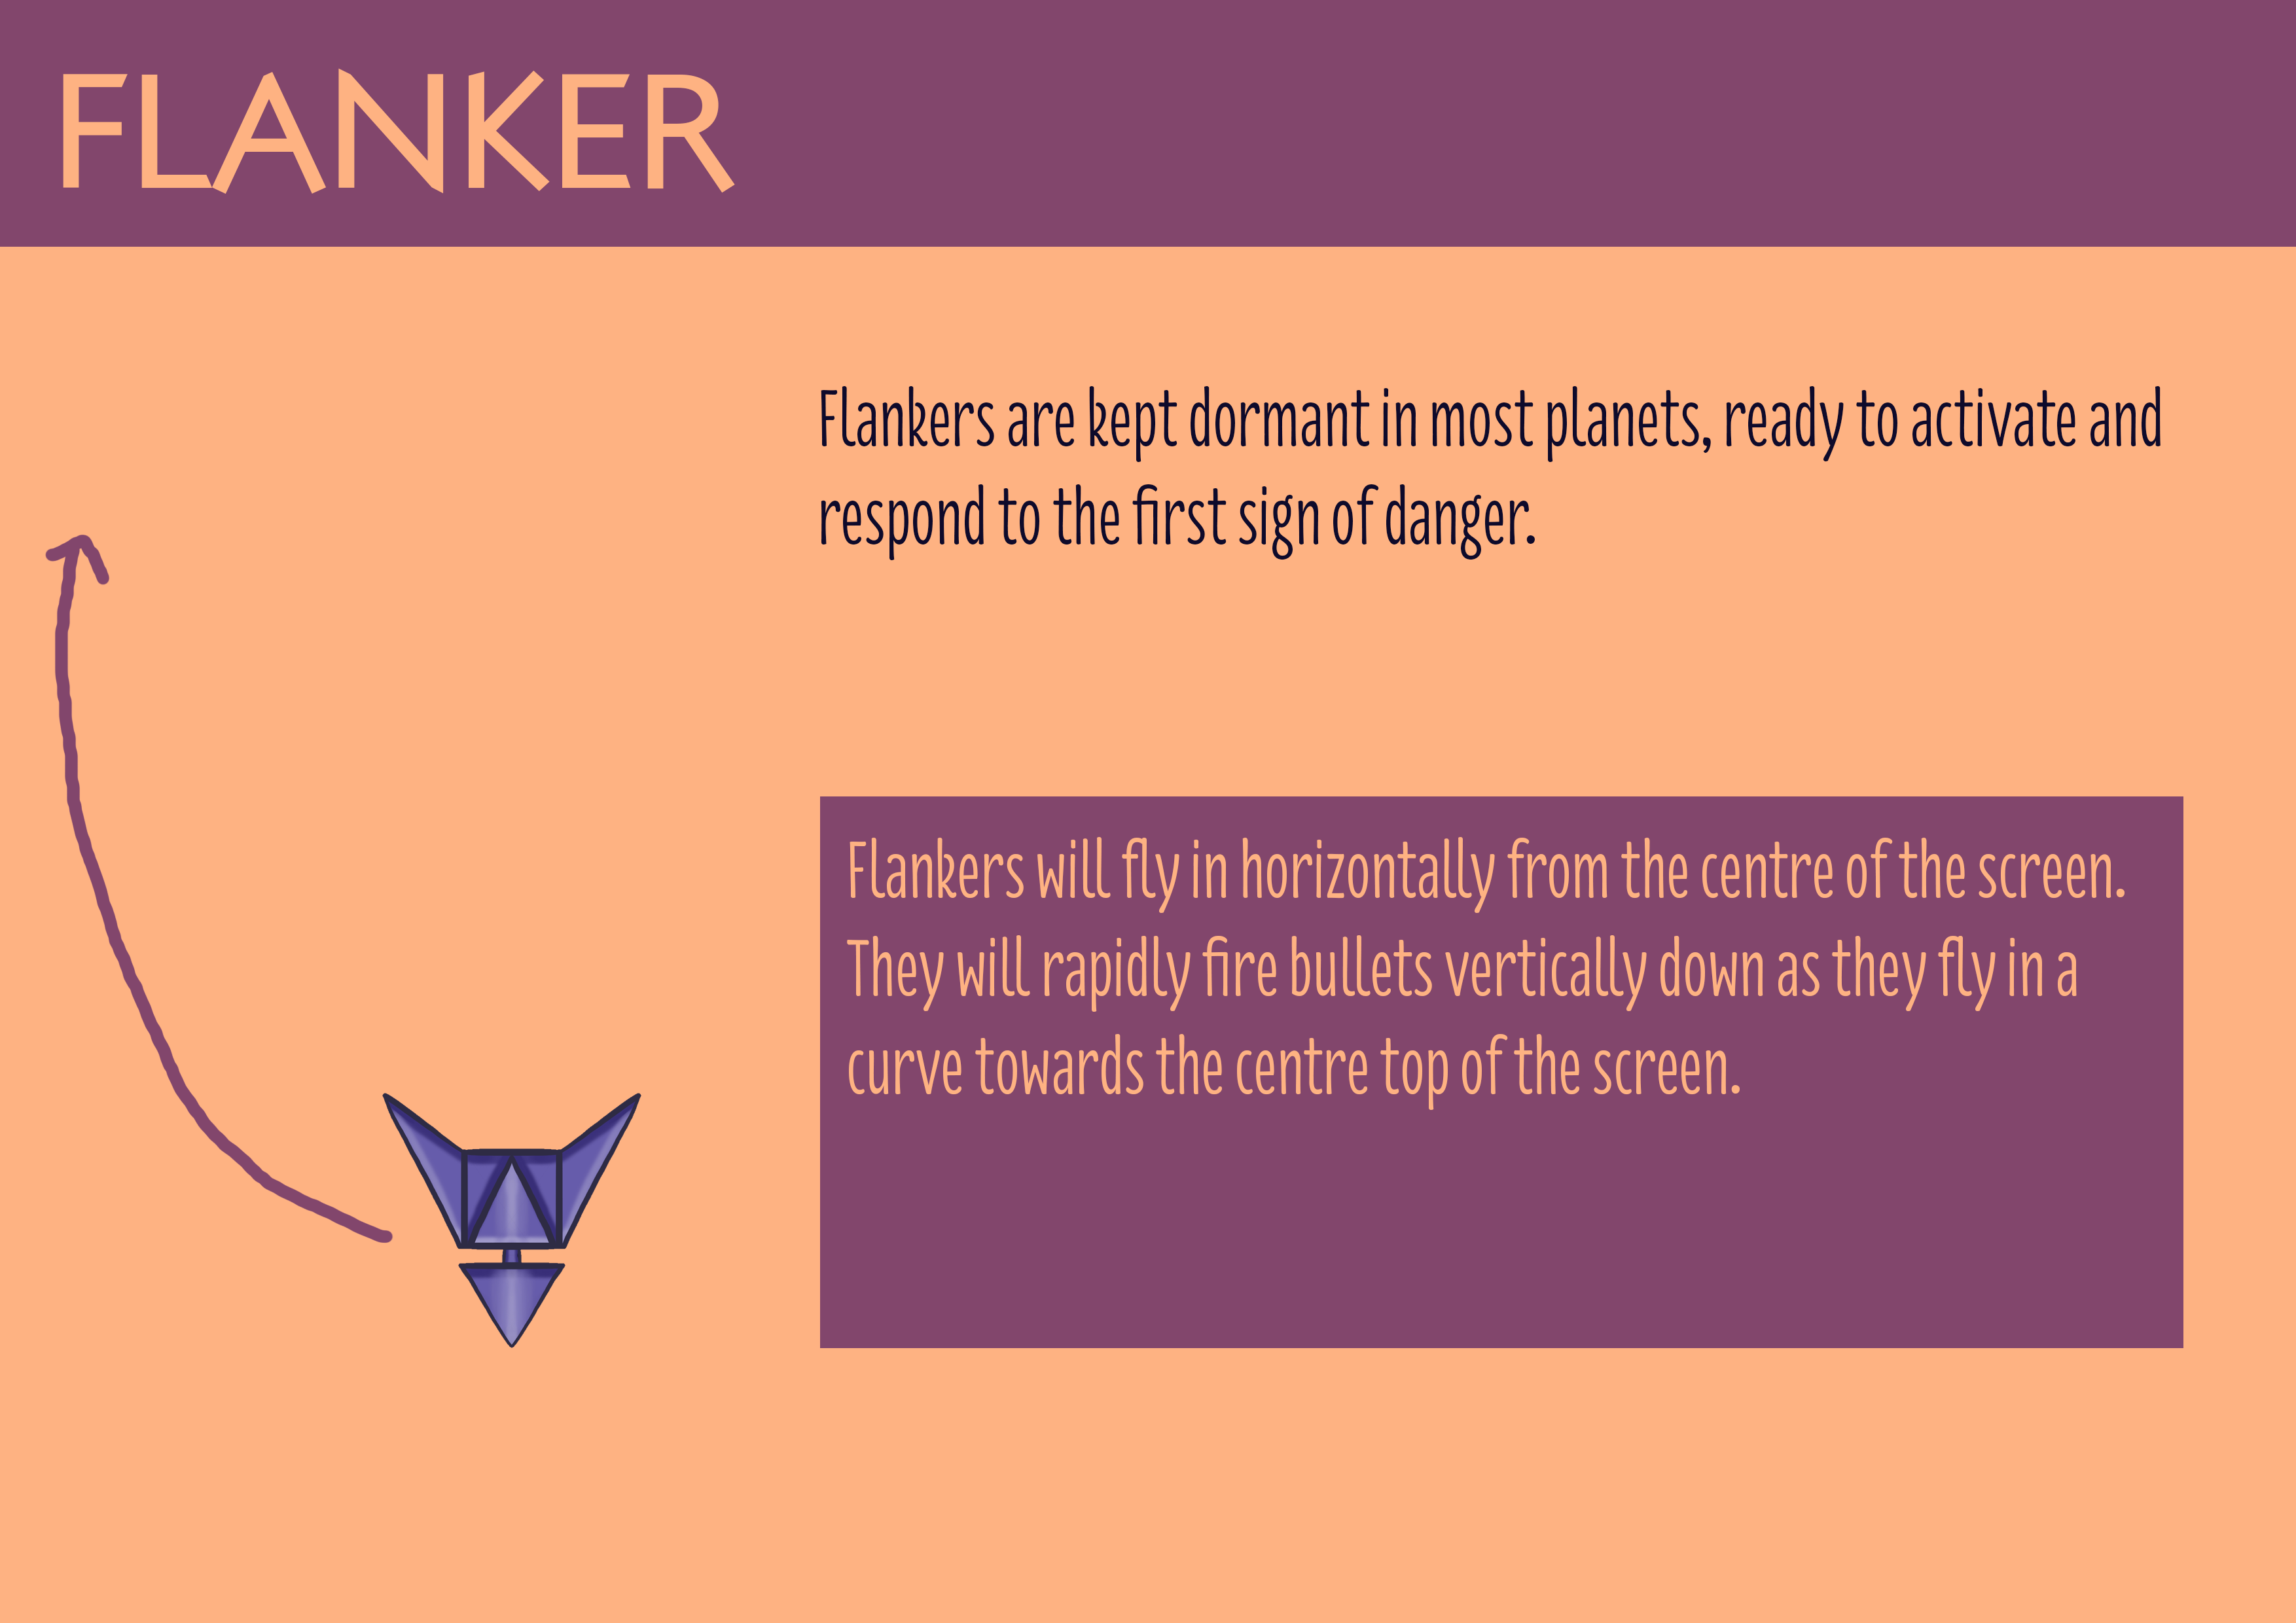 FLANKER
Flankers are kept dormant in most planets, ready to activate and
respond to the first sign of danger.
Flankers will fly in horizontally from the centre of the screen.
They will rapidly fire bullets vertically down as they fly in a
curve towards the centre top of the screen.